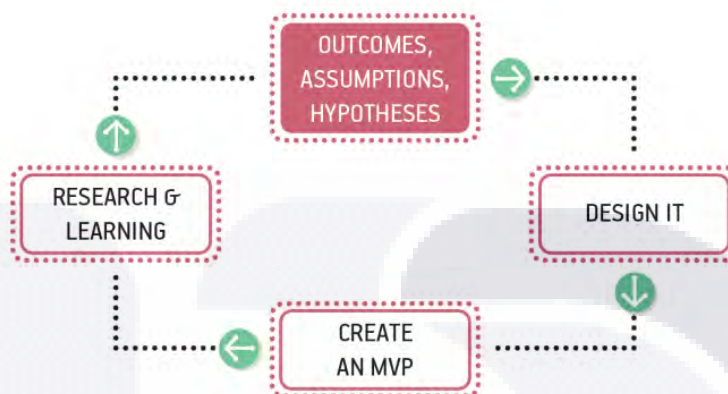 OUTCOMES,
ASSUMPTIONS,
HYPOTHESES
RESEARCH &
LEARNING
DESIGN IT
CREATE
AN MVP